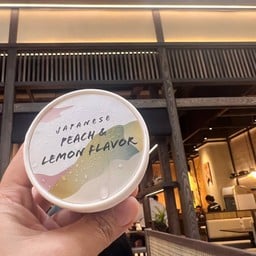 JAPANESE
PEACH &
LEMON FLAVOR